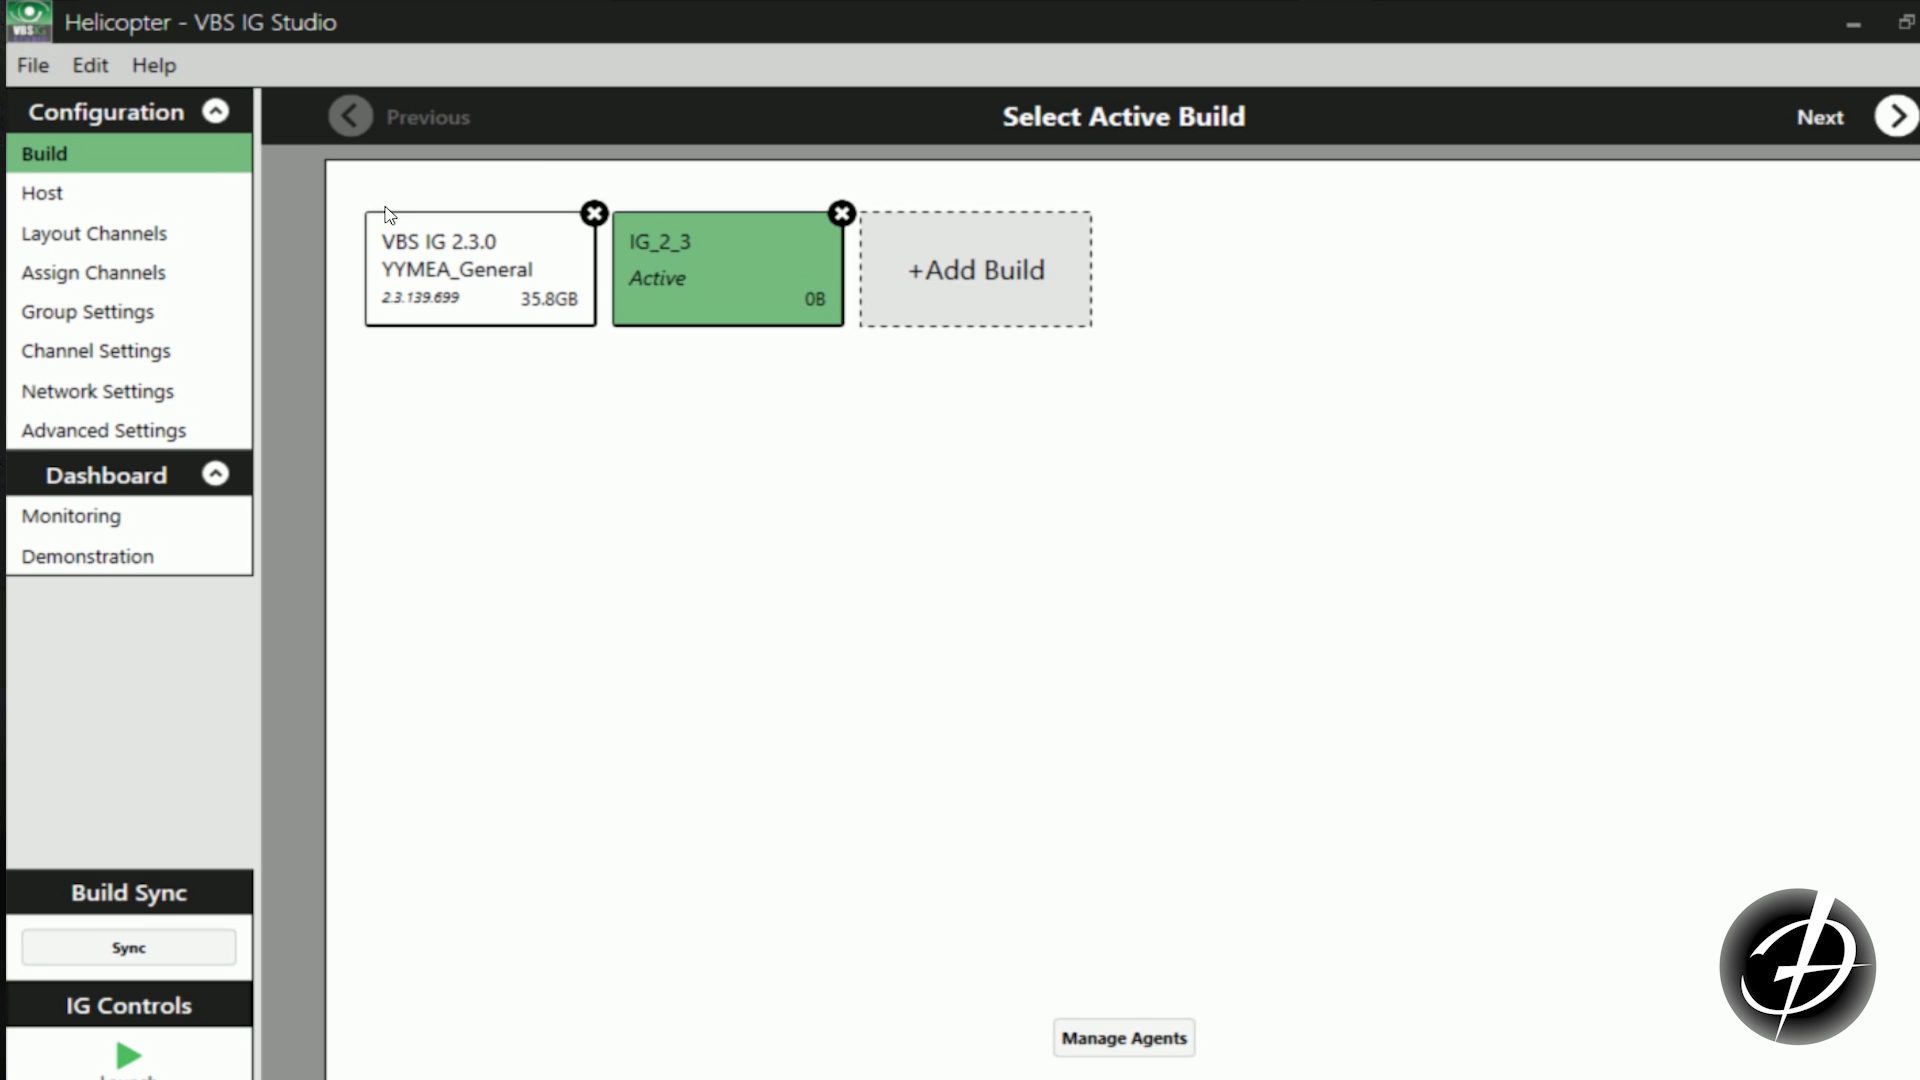 Helicopter - VBS IG Studio
File Edit Help
Configuration
Build
Host
Layout Channels
Assign Channels
Group Settings
Channel Settings
Network Settings
Advanced Settings
Dashboard
Monitoring
Demonstration
Build Sync
Sync
IG Controls
Previous
Select Active Build
Next
VBS IG 2.3.0
YYMEA_General
2.3.139.699 35.8GB
IG_2_3
Active
0B
+Add Build
Manage Agents